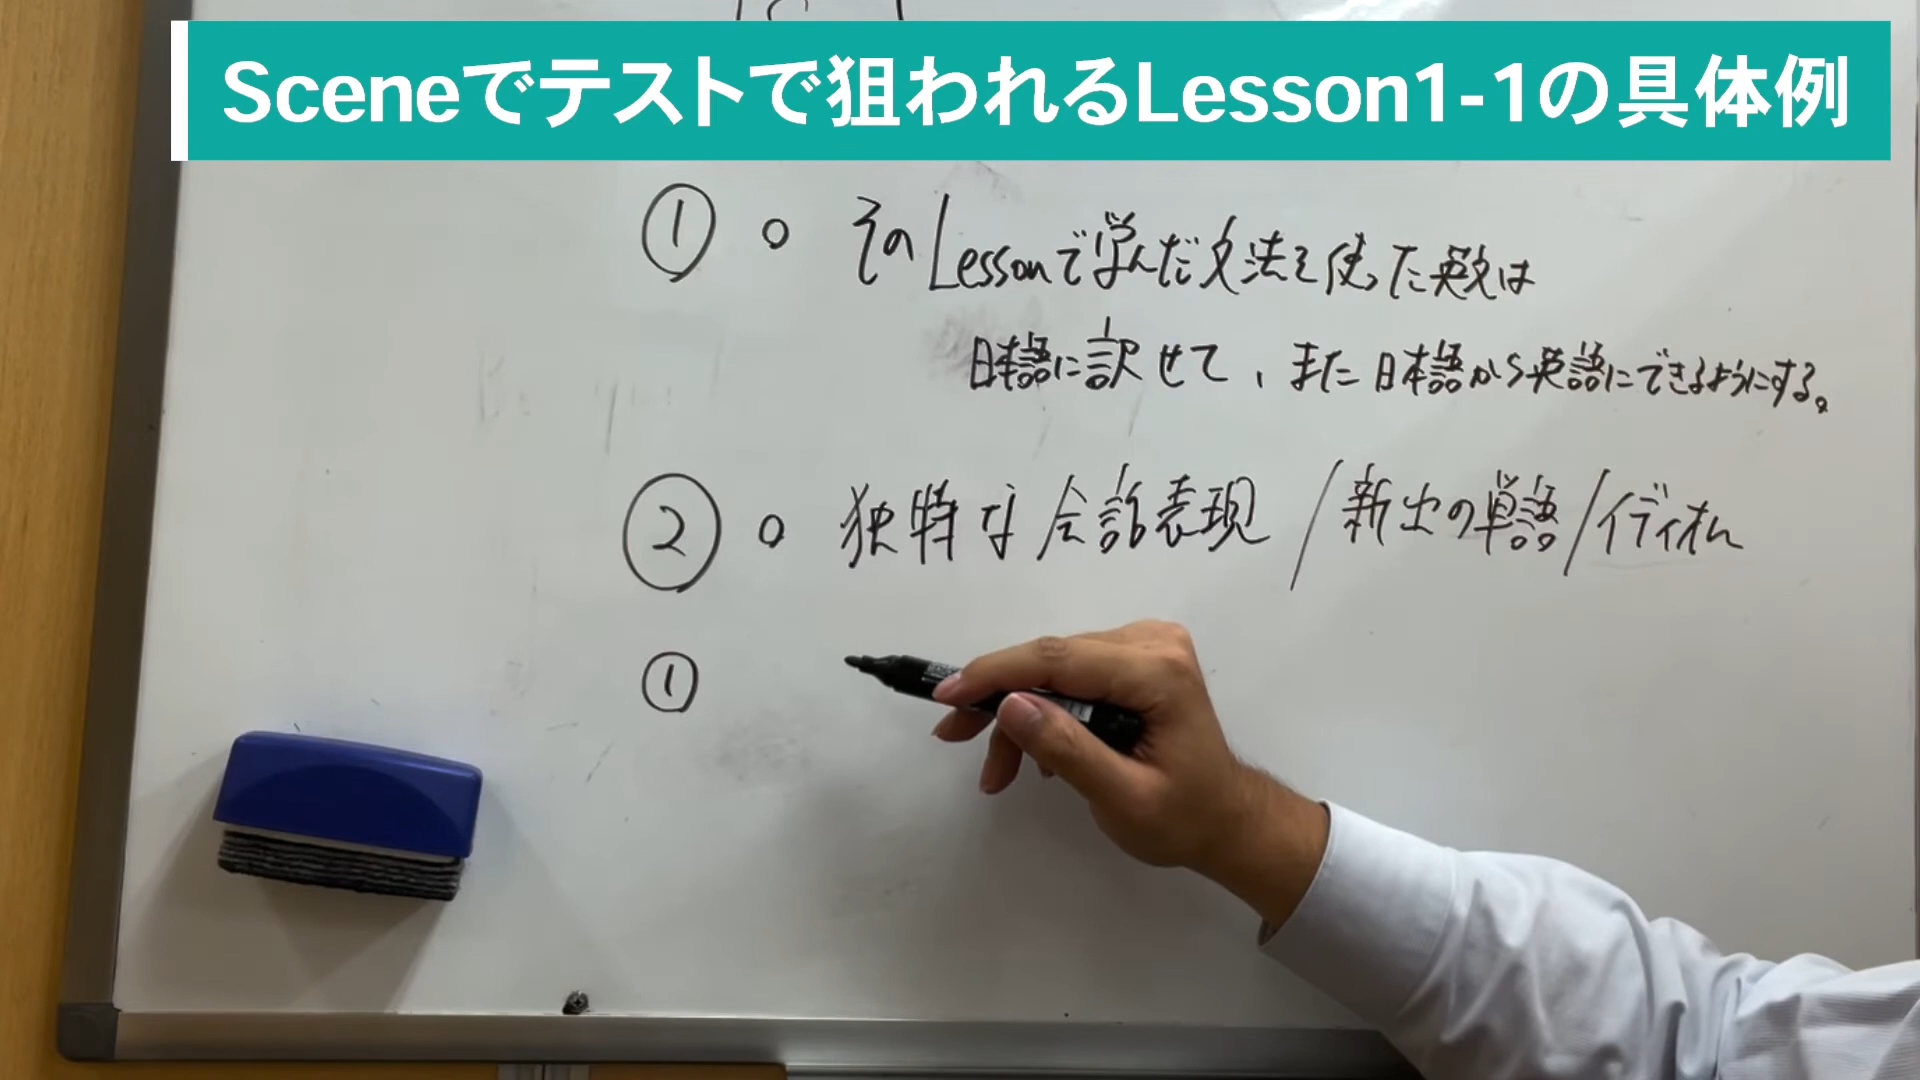 Sceneでテストで狙われるLesson1-1の具体例
① ○ そのLessonで学んだ文法を使った英文は
日本語に訳せて、また日本語から英語にできるようにする。
② ○ 独特な会話表現/新出の単語/イディオム
①